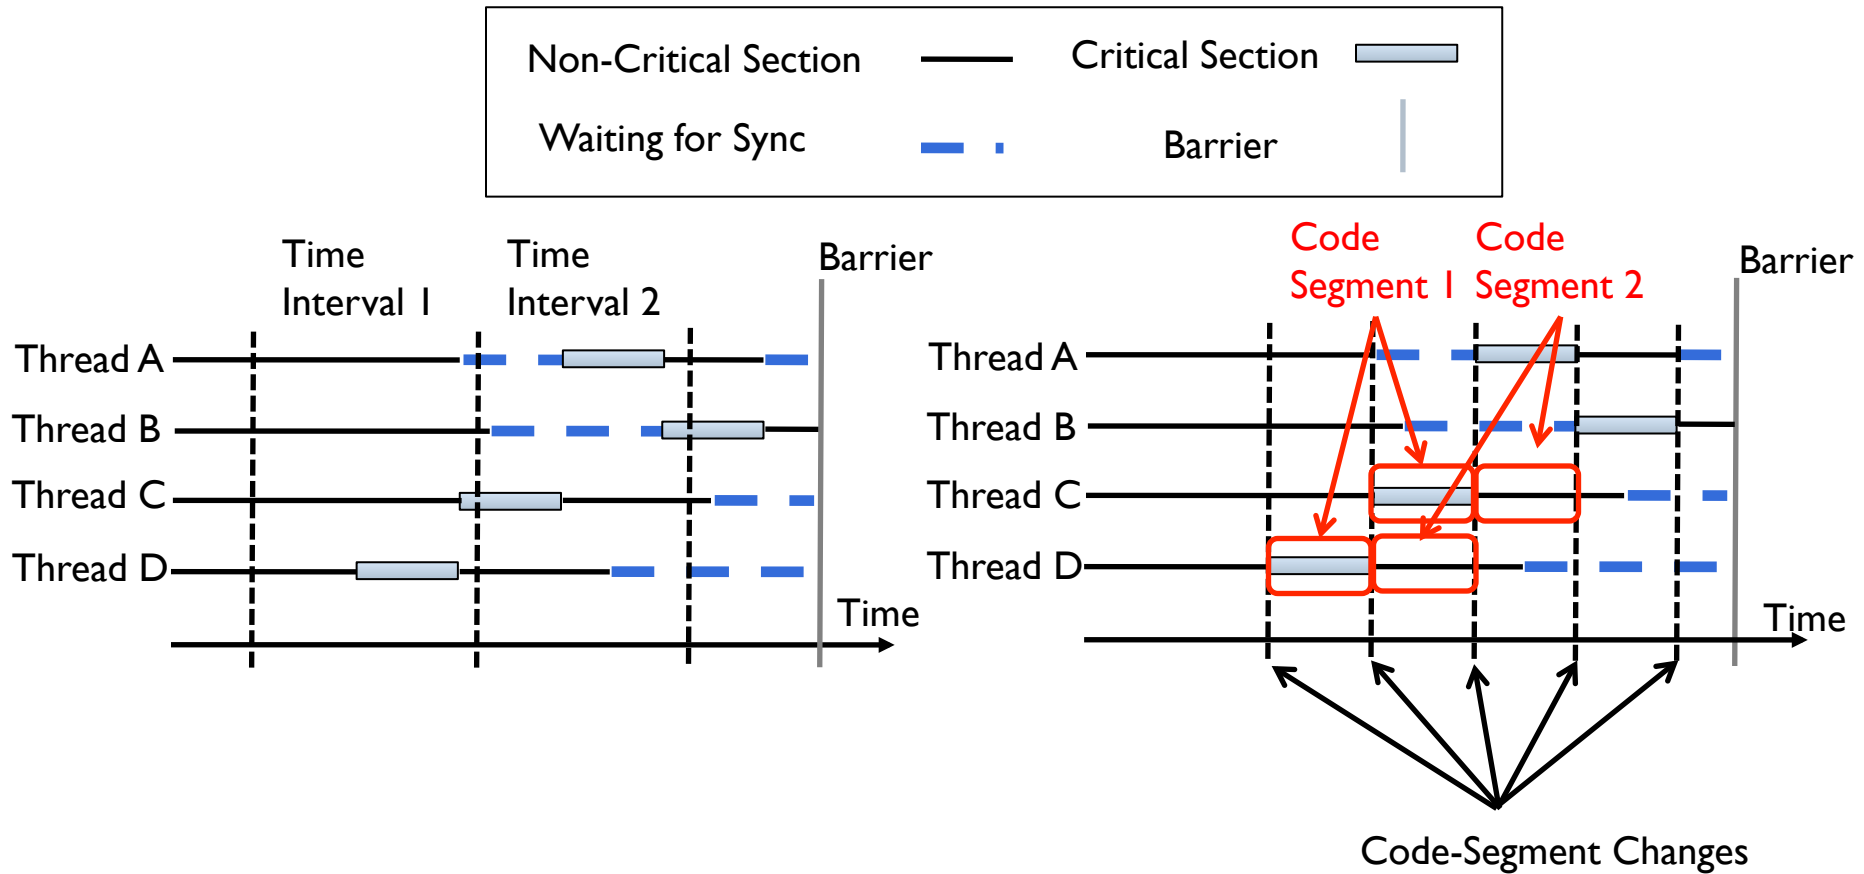 Non-Critical Section
Critical Section
Waiting for Sync
Barrier
Time
Interval 1
Time
Interval 2
Barrier
Thread A
Thread B
Thread C
Thread D
Time
Code
Segment 1
Code
Segment 2
Barrier
Thread A
Thread B
Thread C
Thread D
Time
Code-Segment Changes